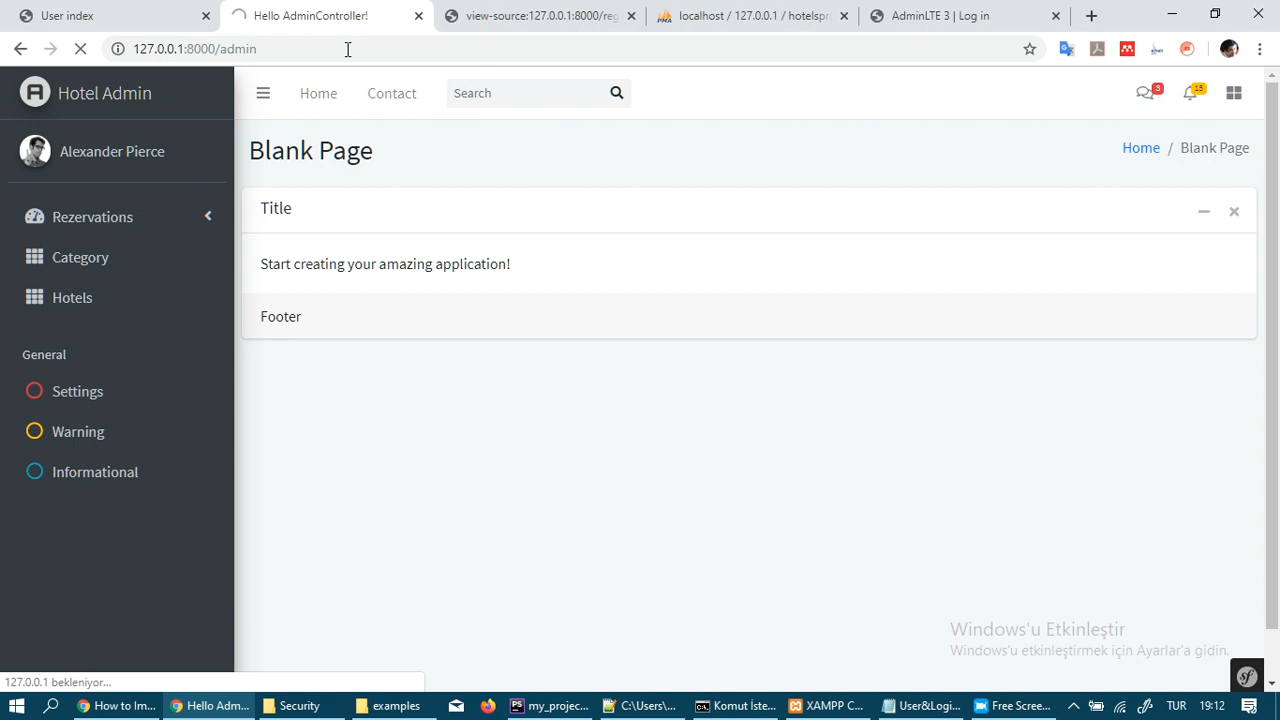 User index
Hello AdminController!
view-source:127.0.0.1:8000/reg
localhost / 127.0.0.1 / hotelspro
AdminLTE 3 | Log in
127.0.0.1:8000/admin
Hotel Admin
Home
Contact
Search
3
15
Alexander Pierce
Blank Page
Home / Blank Page
Rezervations
Category
Hotels
Title
Start creating your amazing application!
Footer
General
Settings
Warning
Informational
Windows'u Etkinleştir
Windows'u etkinleştirmek için Ayarlar'a gidin.
127.0.0.1 bekleniyor...
How to Im...
Hello Adm...
Security
examples
my_projec...
C:\Users\...
Komut İste...
XAMPP C...
User&Logi...
Free Scree...
TUR
19:12